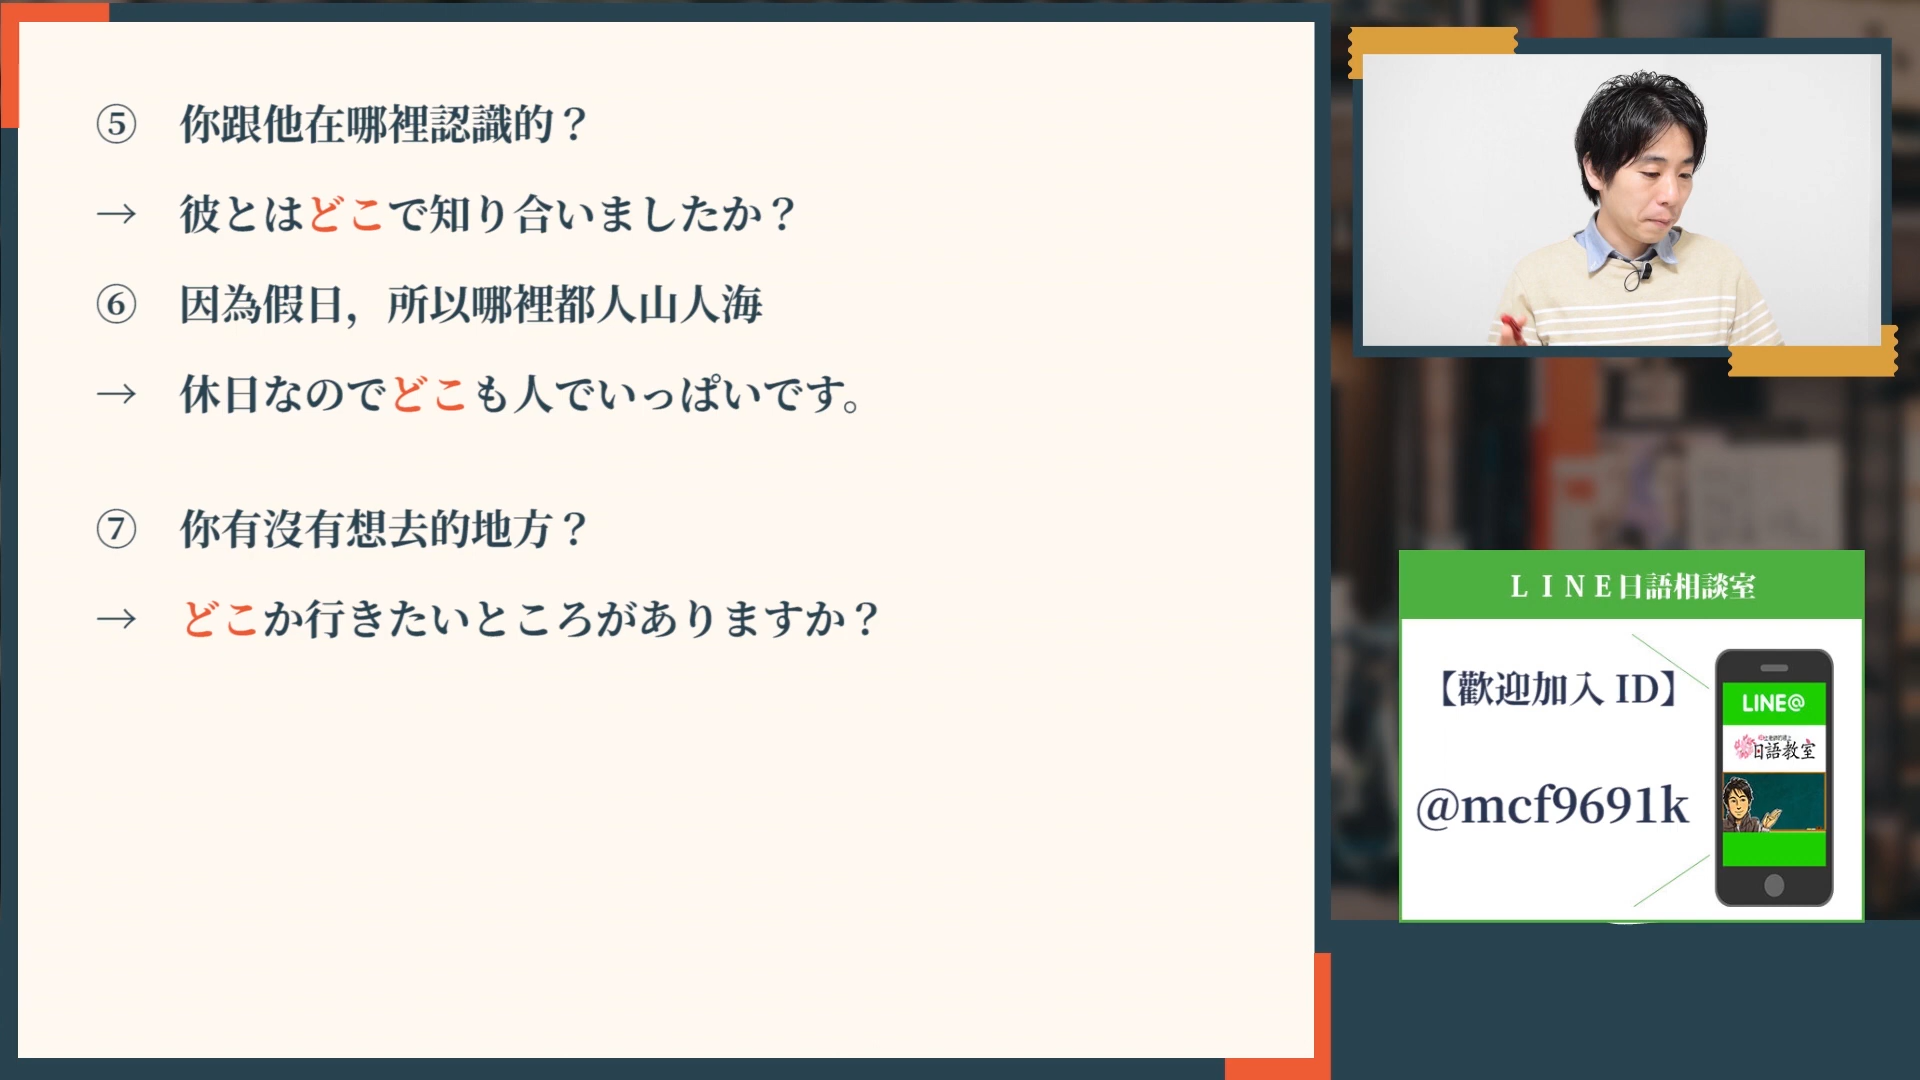 ⑤ 你跟他在哪裡認識的？
→ 彼とはどこで知り合いましたか？
⑥ 因為假日，所以哪裡都人山人海
→ 休日なのでどこも人でいっぱいです。
⑦ 你有沒有想去的地方？
→ どこか行きたいところがありますか？
ＬＩＮＥ日語相談室
【歡迎加入 ID】
@mcf9691k
LINE@
日語教室